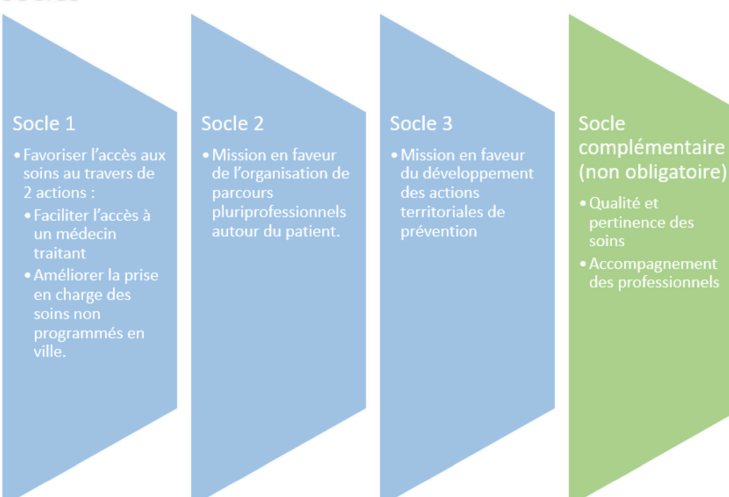 Socle 1
• Favoriser l'accès aux
soins au travers de
2 actions :
• Faciliter l'accès à
un médecin
traitant
• Améliorer la prise
en charge des
soins non
programmés en
ville.
Socle 2
• Mission en faveur
de l'organisation de
parcours
pluriprofessionnels
autour du patient.
Socle 3
• Mission en faveur
du développement
des actions
territoriales de
prévention
Socle
complémentaire
(non obligatoire)
• Qualité et
pertinence des
soins
• Accompagnement
des professionnels